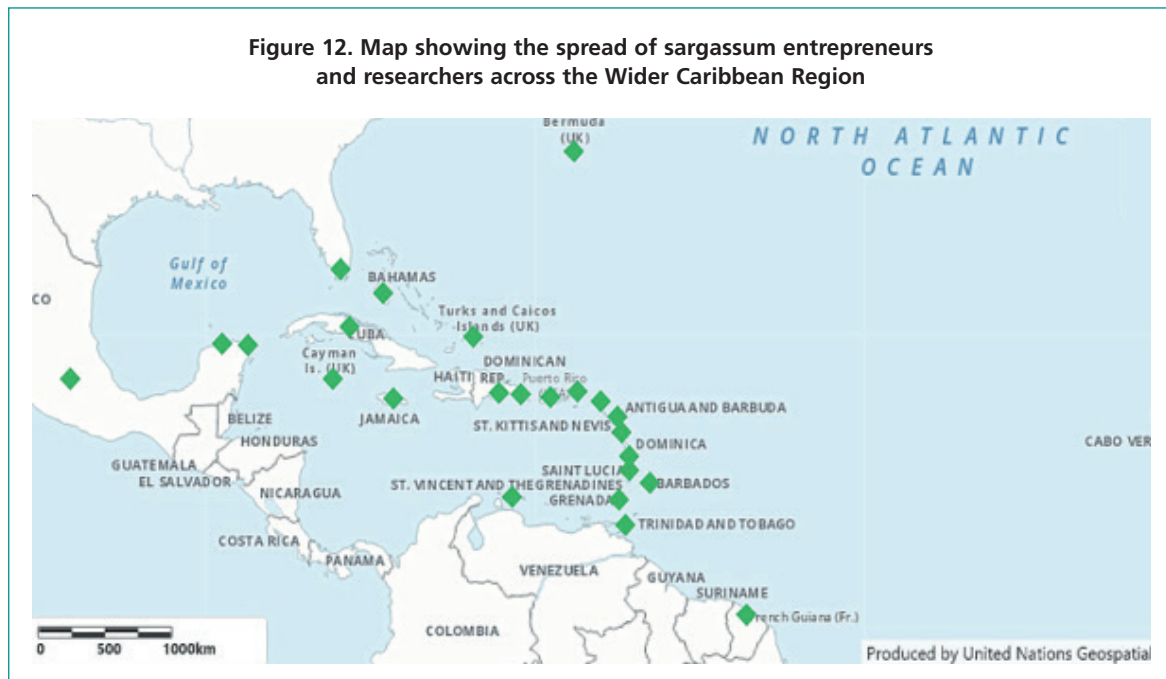 Figure 12. Map showing the spread of sargassum entrepreneurs
and researchers across the Wider Caribbean Region
Bermuda
(UK)
NORTH ATLANTIC
OCEAN
Gulf of
Mexico
BAHAMAS
CO
Turks and Caicos
Islands (UK)
CUBA
Cayman
Is. (UK)
DOMINICAN
HAITI REP. Puerto Rico
JAMAICA
ANTIGUA AND BARBUDA
BELIZE
ST. KITTIS AND NEVIS
HONDURAS
DOMINICA
CABO VER
GUATEMALA
SAINT LUCIA
EL SALVADOR
ST. VINCENT AND THE GRENADINES
BARBADOS
NICARAGUA
GRENADA
TRINIDAD AND TOBAGO
COSTA RICA
PANAMA
VENEZUELA
GUYANA
SURINAME
rench Guiana (Fr.)
COLOMBIA
0 500 1000km
Produced by United Nations Geospatial